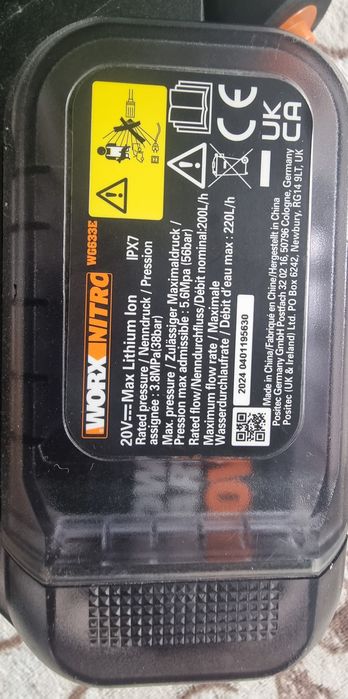 WORX NITRO WG633E
20V⎓Max Lithium Ion IPX7
Rated pressure / Nenndruck / Pression
assignée : 3.8MPa(38bar)
Max. pressure / Zulässiger Maximaldruck /
Pression max admissible : 5.6Mpa (56bar)
Rated flow/Nenndurchfluss/Débit nominal:200L/h
Maximum flow rate / Maximale
Wasserdurchlaufrate / Débit d'eau max : 220L/h
2024 0401195630
CE
UK
CA
Made in China/Fabriqué en Chine/Hergestellt in China
Positec Germany GmbH Postfach 32 02 16, 50796 Cologne, Germany
Positec (UK & Ireland) Ltd. PO Box 6242, Newbury, RG14 9LT, UK